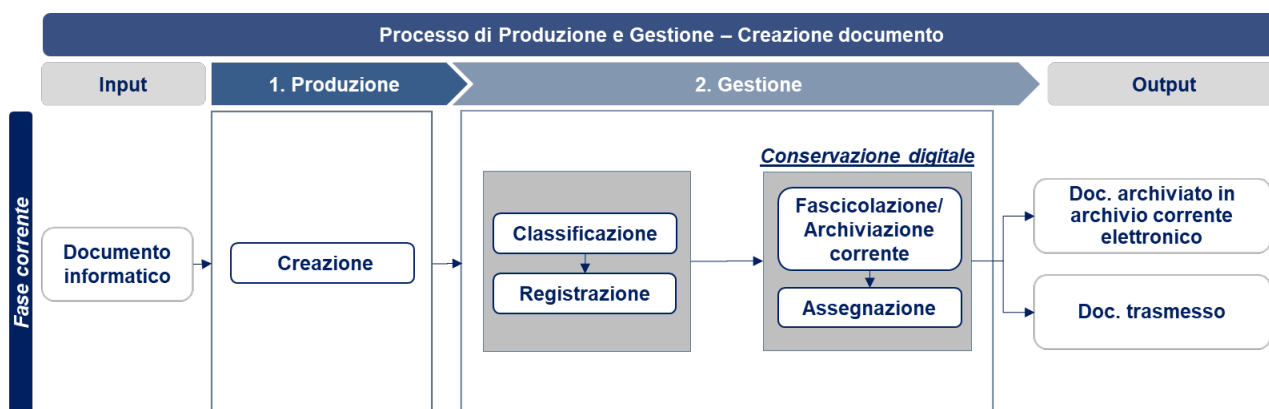 Processo di Produzione e Gestione – Creazione documento
Input
1. Produzione
2. Gestione
Output
Fase corrente
Documento
informatico
Creazione
Classificazione
Registrazione
Conservazione digitale
Fascicolazione/
Archiviazione
corrente
Assegnazione
Doc. archiviato in
archivio corrente
elettronico
Doc. trasmesso